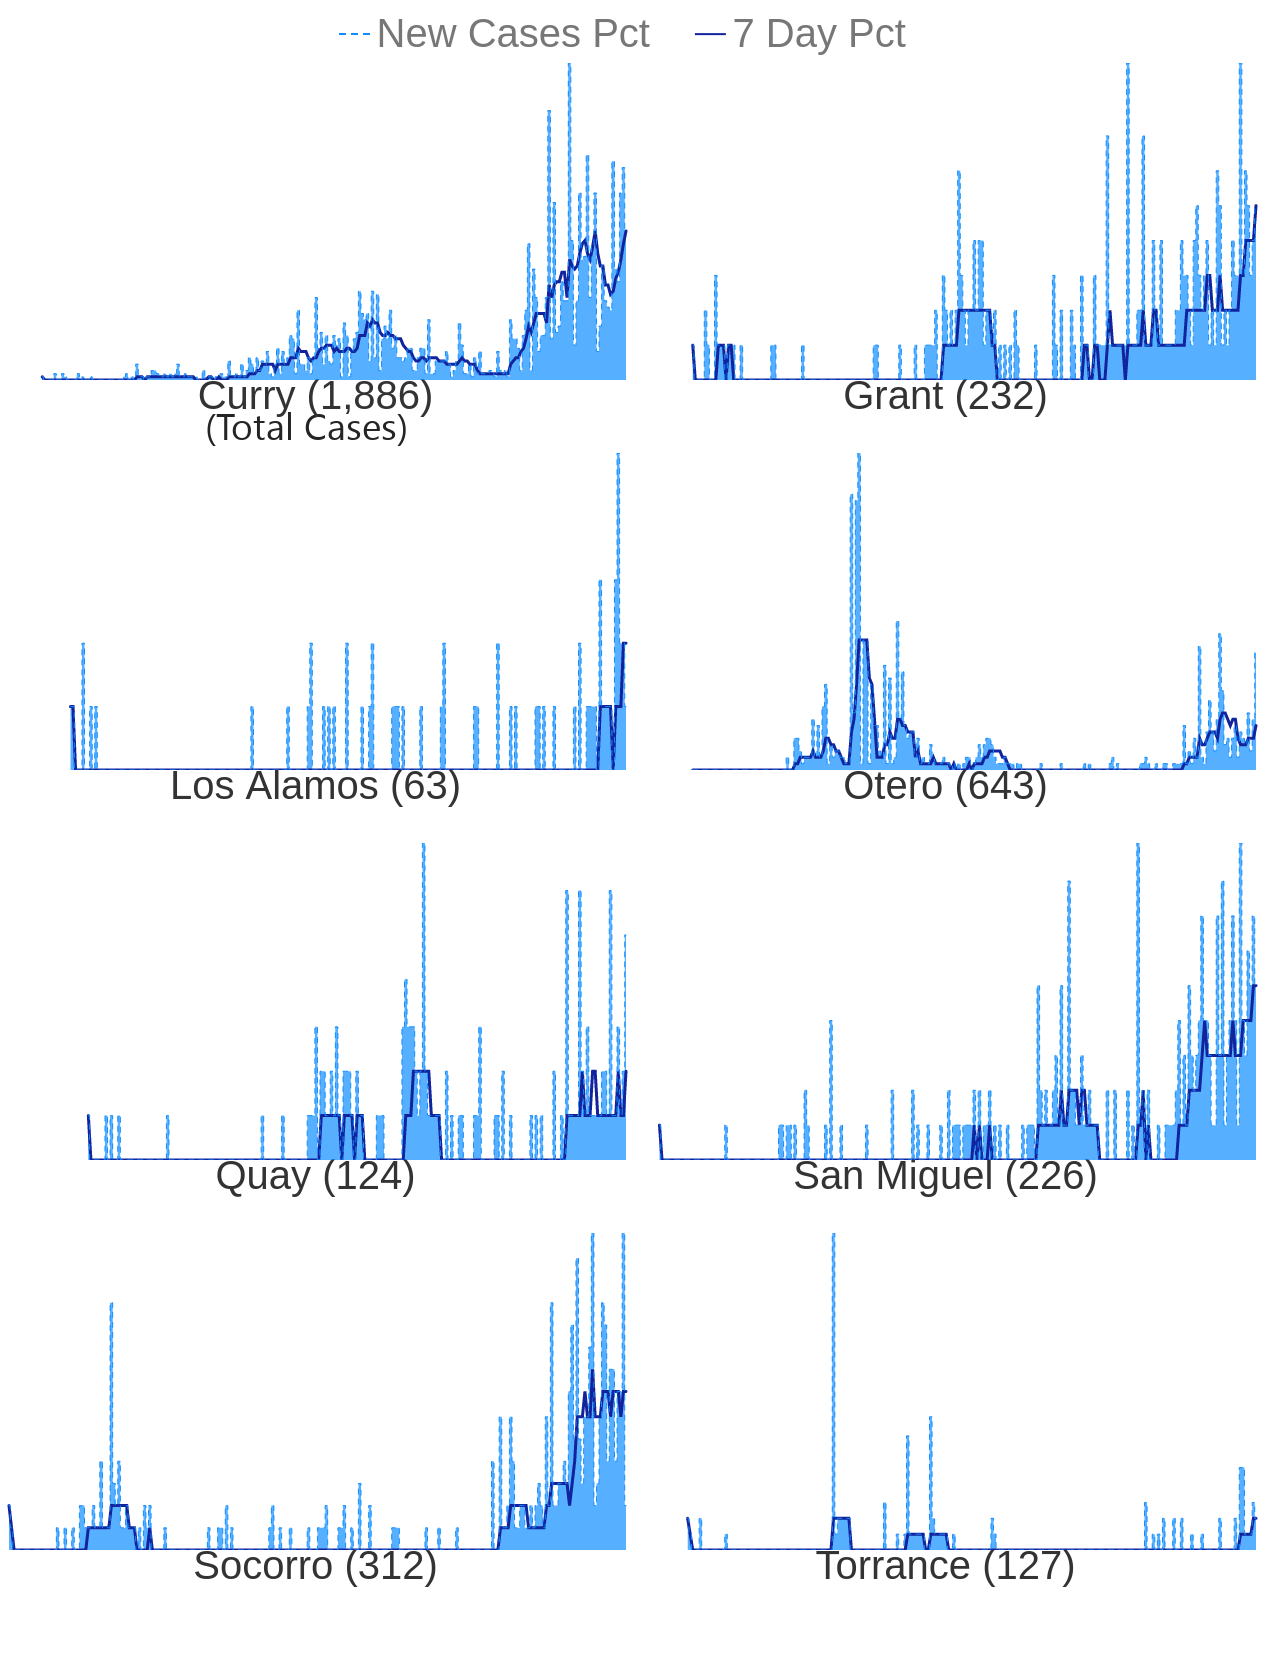 New Cases Pct 7 Day Pct
Curry (1,886) Grant (232)
(Total Cases)
Los Alamos (63) Otero (643)
Quay (124) San Miguel (226)
Socorro (312) Torrance (127)